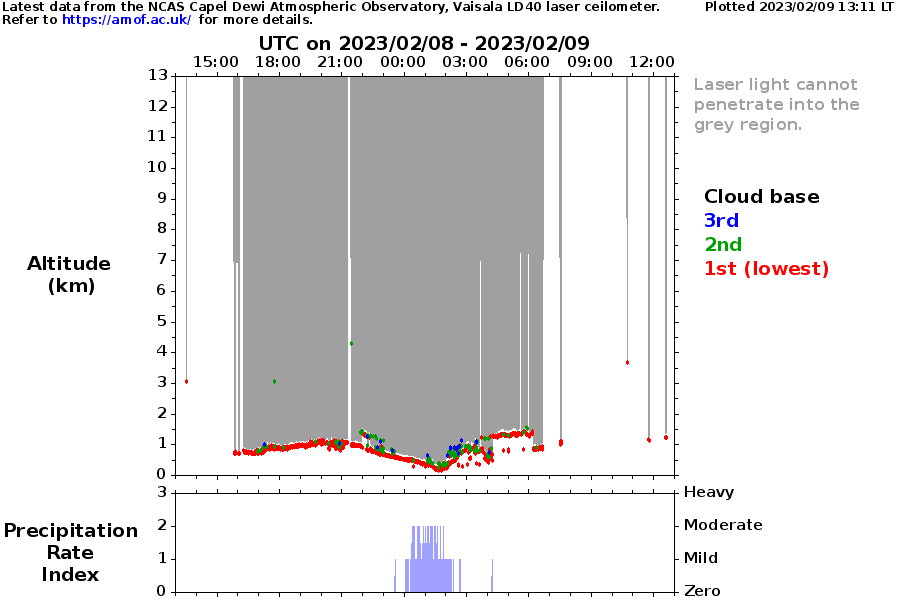 Latest data from the NCAS Capel Dewi Atmospheric Observatory, Vaisala LD40 laser ceilometer. Plotted 2023/02/09 13:11 LT
Refer to https://amof.ac.uk/ for more details.
UTC on 2023/02/08 - 2023/02/09
15:00 18:00 21:00 00:00 03:00 06:00 09:00 12:00
13
12
11
10
9
8
7
6
5
4
3
2
1
0
Altitude
(km)
Laser light cannot
penetrate into the
grey region.
Cloud base
3rd
2nd
1st (lowest)
3 Heavy
2 Moderate
1 Mild
0 Zero
Precipitation
Rate
Index